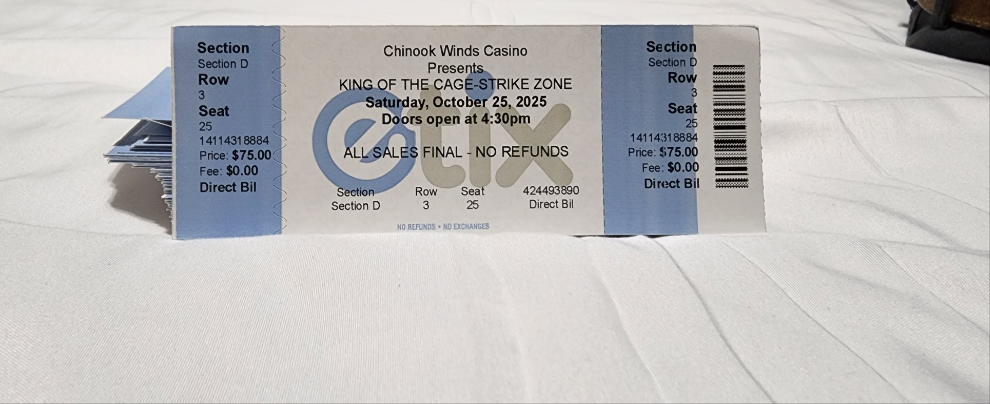 Section
Section D
Row
3
Seat
25
14114318884
Price: $75.00
Fee: $0.00
Direct Bil
Chinook Winds Casino
Presents
KING OF THE CAGE-STRIKE ZONE
Saturday, October 25, 2025
Doors open at 4:30pm
etix
ALL SALES FINAL - NO REFUNDS
Section Row Seat 424493890
Section D 3 25 Direct Bil
NO REFUNDS • NO EXCHANGES
Section
Section D
Row
3
Seat
25
14114318884
Price: $75.00
Fee: $0.00
Direct Bil